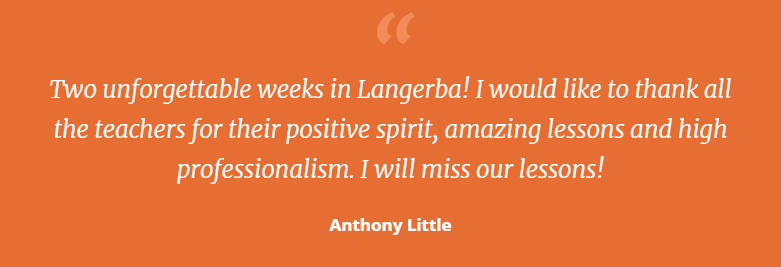 “
Two unforgettable weeks in Langerba! I would like to thank all
the teachers for their positive spirit, amazing lessons and high
professionalism. I will miss our lessons!
Anthony Little